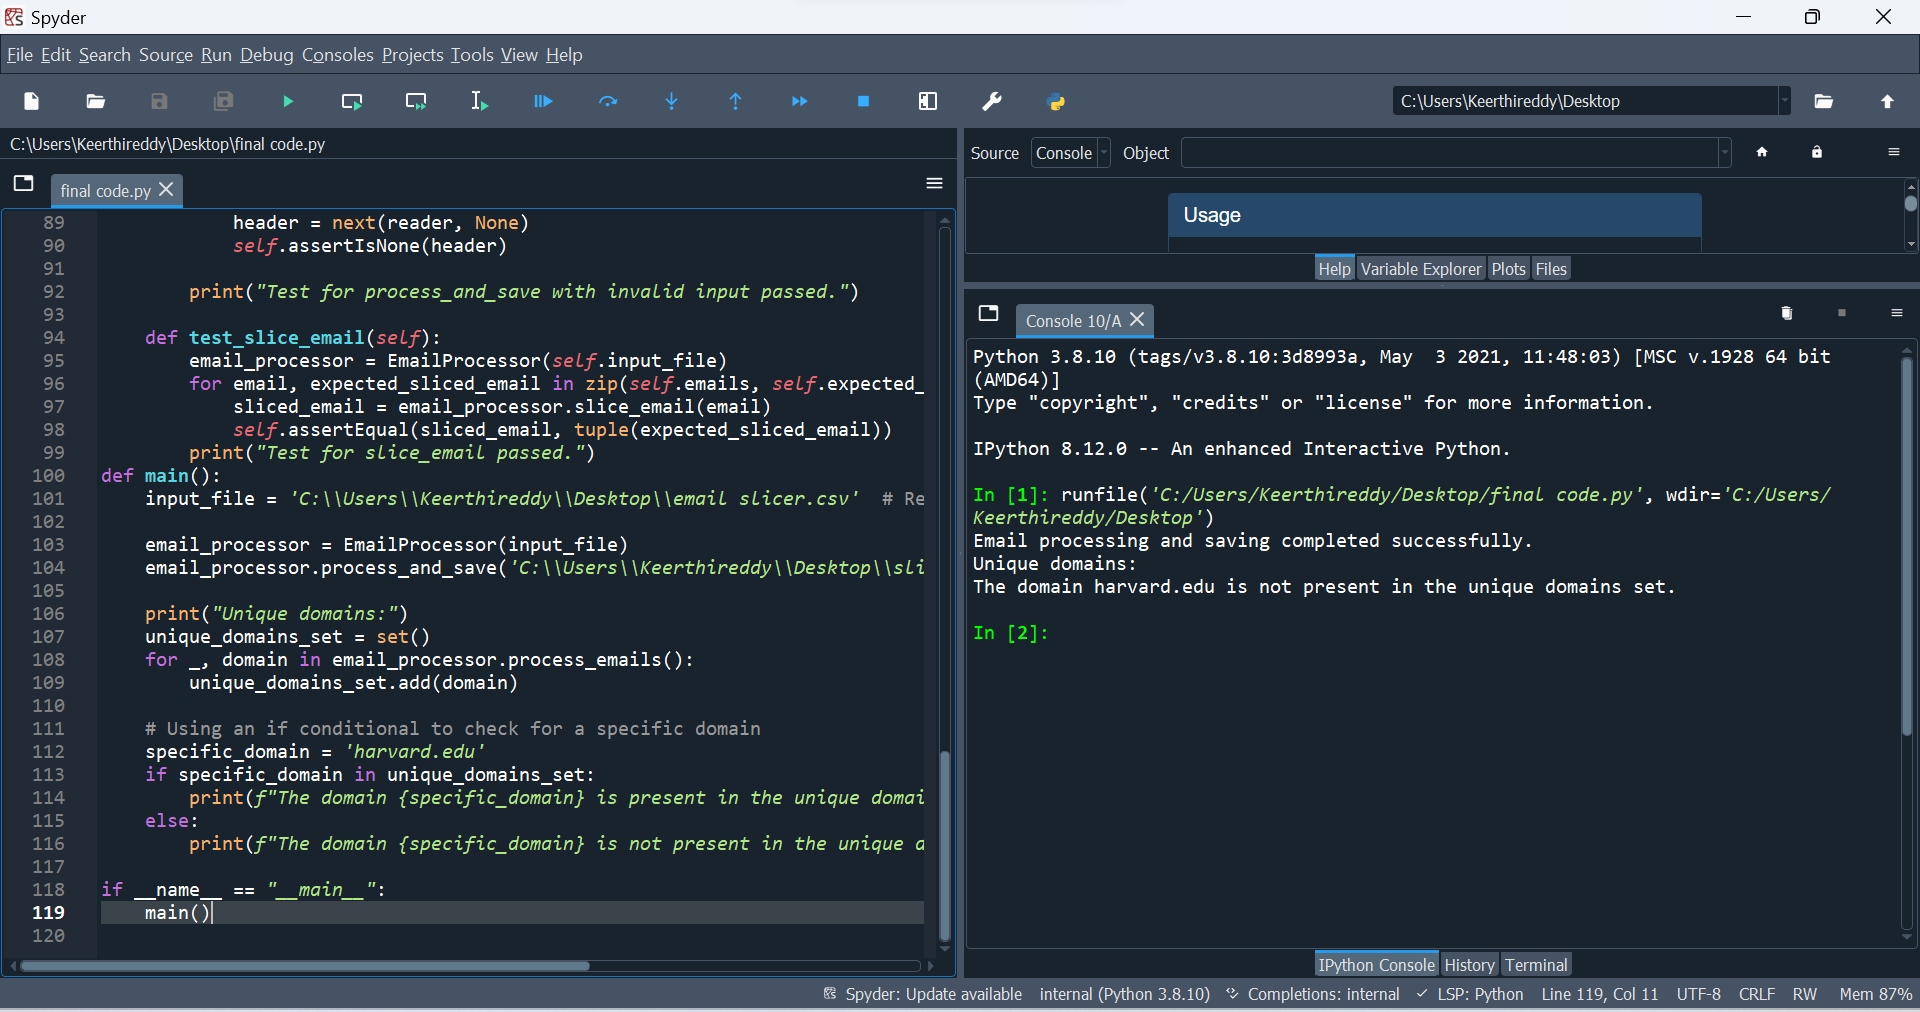 Spyder
File Edit Search Source Run Debug Consoles Projects Tools View Help
C:\Users\Keerthireddy\Desktop
C:\Users\Keerthireddy\Desktop\final code.py
final code.py
89 header = next(reader, None)
90 self.assertIsNone(header)
91
92 print("Test for process_and_save with invalid input passed.")
93
94 def test_slice_email(self):
95 email_processor = EmailProcessor(self.input_file)
96 for email, expected_sliced_email in zip(self.emails, self.expected_
97 sliced_email = email_processor.slice_email(email)
98 self.assertEqual(sliced_email, tuple(expected_sliced_email))
99 print("Test for slice_email passed.")
100 def main():
101 input_file = 'C:\\Users\\Keerthireddy\\Desktop\\email slicer.csv' # Re
102
103 email_processor = EmailProcessor(input_file)
104 email_processor.process_and_save('C:\\Users\\Keerthireddy\\Desktop\\sli
105
106 print("Unique domains:")
107 unique_domains_set = set()
108 for _, domain in email_processor.process_emails():
109 unique_domains_set.add(domain)
110
111 # Using an if conditional to check for a specific domain
112 specific_domain = 'harvard.edu'
113 if specific_domain in unique_domains_set:
114 print(f"The domain {specific_domain} is present in the unique domai
115 else:
116 print(f"The domain {specific_domain} is not present in the unique d
117
118 if __name__ == "__main__":
119 main()
120
Source Console Object
Usage
Help Variable Explorer Plots Files
Console 10/A
Python 3.8.10 (tags/v3.8.10:3d8993a, May  3 2021, 11:48:03) [MSC v.1928 64 bit
(AMD64)]
Type "copyright", "credits" or "license" for more information.
IPython 8.12.0 -- An enhanced Interactive Python.
In [1]: runfile('C:/Users/Keerthireddy/Desktop/final code.py', wdir='C:/Users/
Keerthireddy/Desktop')
Email processing and saving completed successfully.
Unique domains:
The domain harvard.edu is not present in the unique domains set.
In [2]:
IPython Console History Terminal
Spyder: Update available internal (Python 3.8.10) Completions: internal LSP: Python Line 119, Col 11 UTF-8 CRLF RW Mem 87%